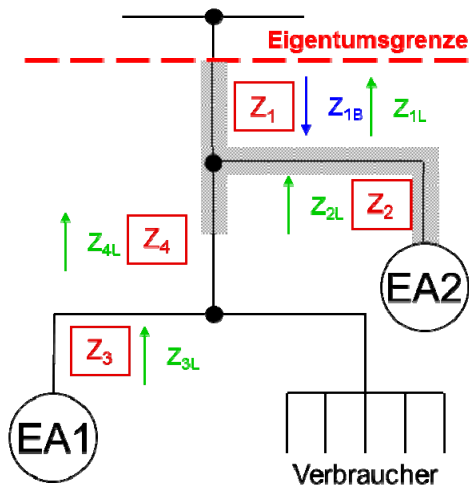 Eigentumsgrenze
Z1 Z1B Z1L
Z4L Z4 Z2L Z2
EA2
Z3 Z3L
EA1
Verbraucher